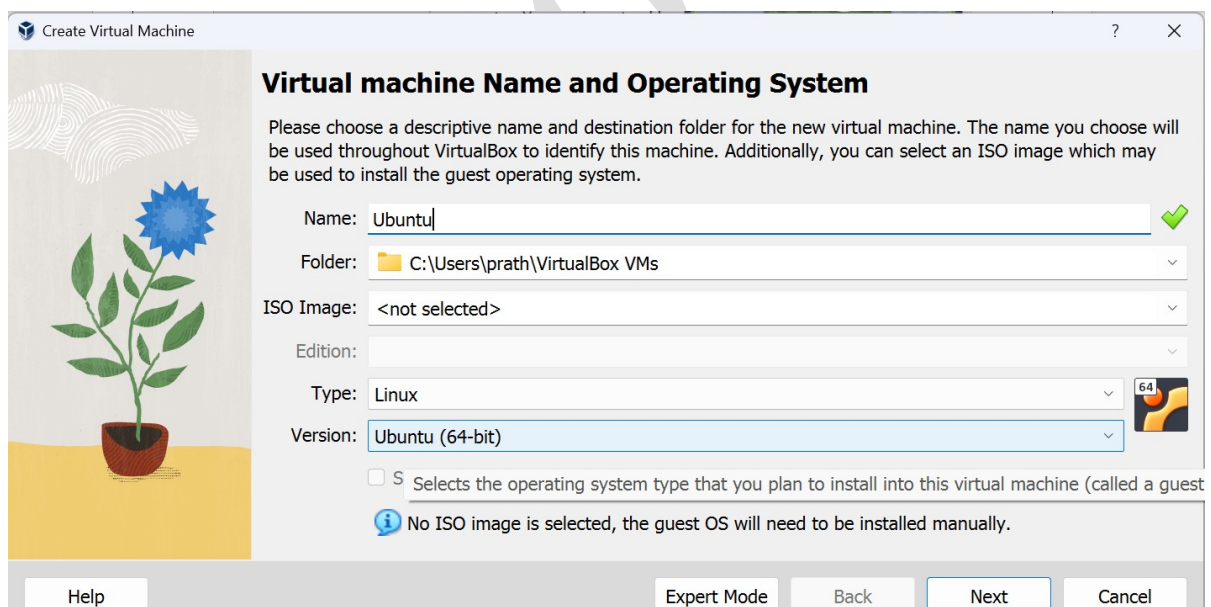 Create Virtual Machine
?
Virtual machine Name and Operating System
Please choose a descriptive name and destination folder for the new virtual machine. The name you choose will
be used throughout VirtualBox to identify this machine. Additionally, you can select an ISO image which may
be used to install the guest operating system.
Name: Ubuntu
Folder: C:\Users\prath\VirtualBox VMs
ISO Image: <not selected>
Edition:
Type: Linux
64
Version: Ubuntu (64-bit)
S Selects the operating system type that you plan to install into this virtual machine (called a guest
No ISO image is selected, the guest OS will need to be installed manually.
Help Expert Mode Back Next Cancel